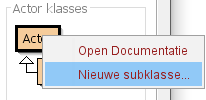 Actor klasses
Open Documentatie
Nieuwe subklasse...